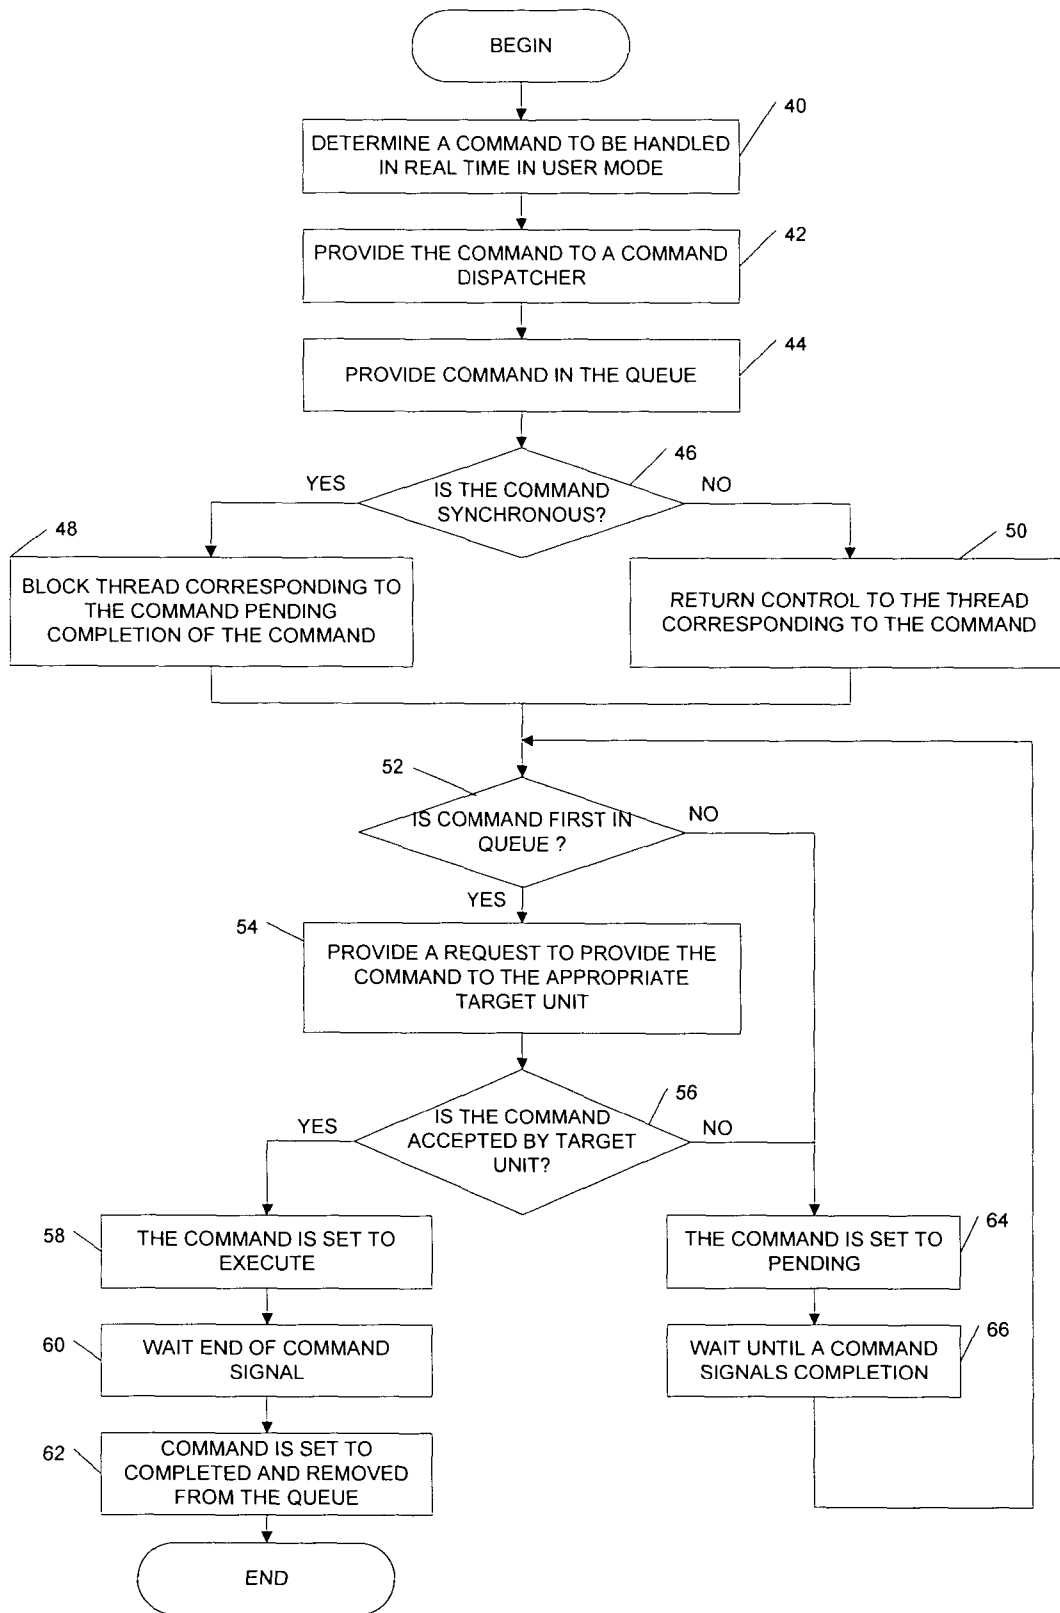 BEGIN
40
DETERMINE A COMMAND TO BE HANDLED
IN REAL TIME IN USER MODE
42
PROVIDE THE COMMAND TO A COMMAND
DISPATCHER
44
PROVIDE COMMAND IN THE QUEUE
46
YES
IS THE COMMAND
SYNCHRONOUS?
NO
48
BLOCK THREAD CORRESPONDING TO
THE COMMAND PENDING
COMPLETION OF THE COMMAND
50
RETURN CONTROL TO THE THREAD
CORRESPONDING TO THE COMMAND
52
IS COMMAND FIRST IN
QUEUE ?
NO
YES
54
PROVIDE A REQUEST TO PROVIDE THE
COMMAND TO THE APPROPRIATE
TARGET UNIT
56
YES
IS THE COMMAND
ACCEPTED BY TARGET
UNIT?
NO
58
THE COMMAND IS SET TO
EXECUTE
64
THE COMMAND IS SET TO
PENDING
60
WAIT END OF COMMAND
SIGNAL
66
WAIT UNTIL A COMMAND
SIGNALS COMPLETION
62
COMMAND IS SET TO
COMPLETED AND REMOVED
FROM THE QUEUE
END